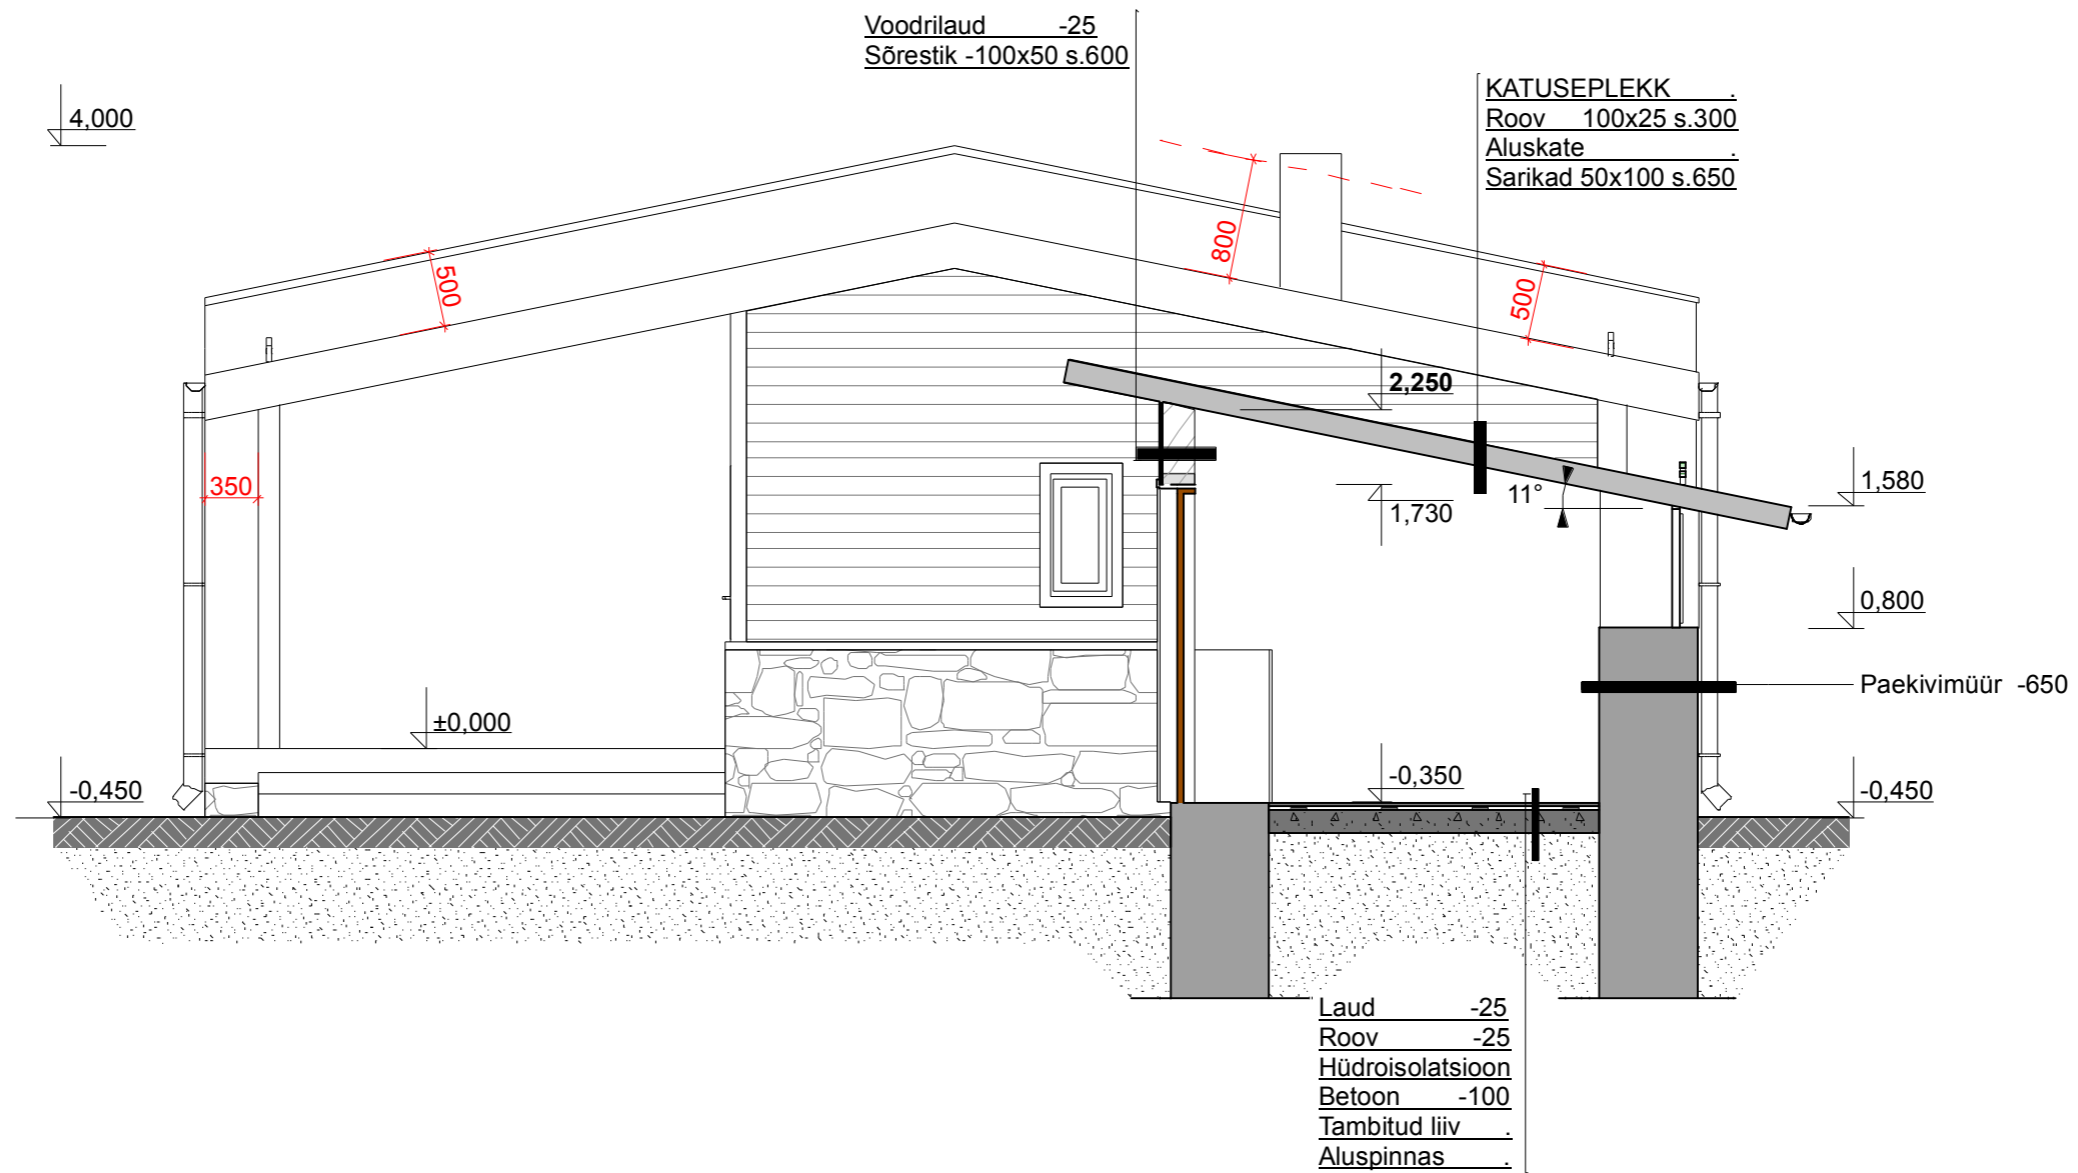 Voodrilaud -25
Sõrestik -100x50 s.600
KATUSEPLEKK .
Roov 100x25 s.300
Aluskate .
Sarikad 50x100 s.650
4,000
500
800
500
2,250
350
1,730
11°
1,580
0,800
Paekivimüür -650
±0,000
-0,450
-0,350
-0,450
Laud -25
Roov -25
Hüdroisolatsioon
Betoon -100
Tambitud liiv .
Aluspinnas .